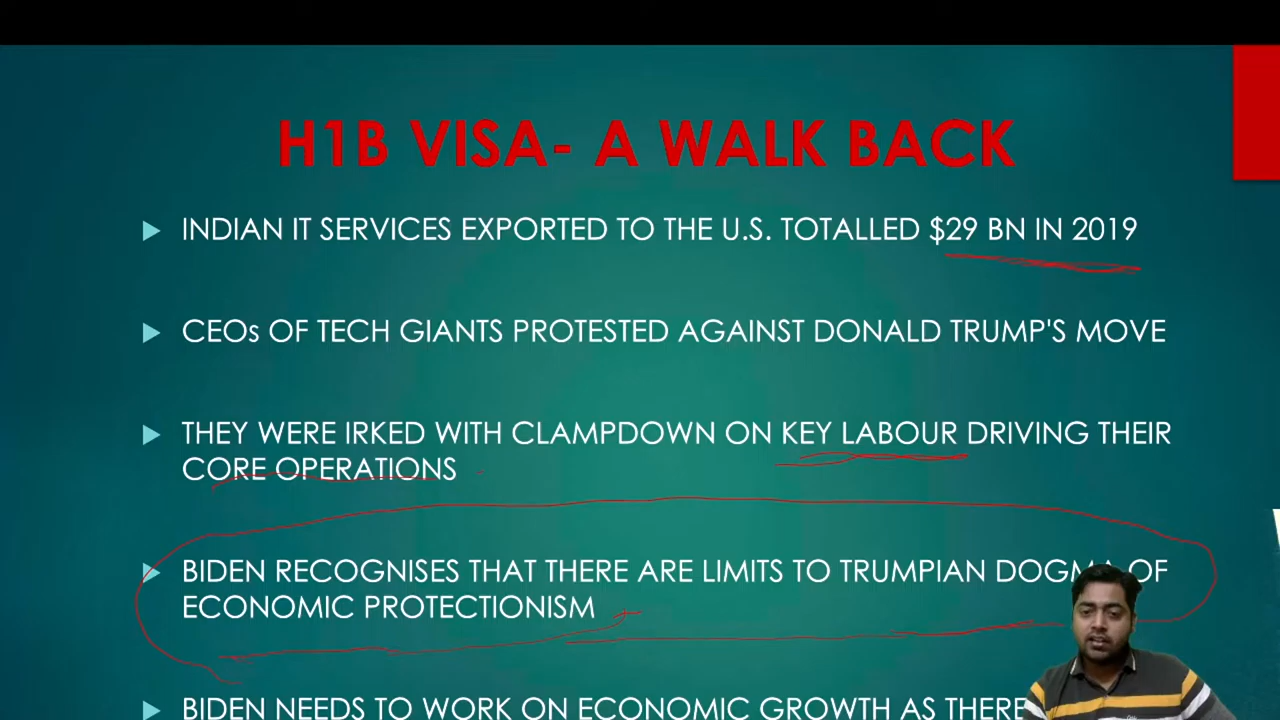 H1B VISA- A WALK BACK
INDIAN IT SERVICES EXPORTED TO THE U.S. TOTALLED $29 BN IN 2019
CEOs OF TECH GIANTS PROTESTED AGAINST DONALD TRUMP'S MOVE
THEY WERE IRKED WITH CLAMPDOWN ON KEY LABOUR DRIVING THEIR
CORE OPERATIONS
BIDEN RECOGNISES THAT THERE ARE LIMITS TO TRUMPIAN DOGMA OF
ECONOMIC PROTECTIONISM
BIDEN NEEDS TO WORK ON ECONOMIC GROWTH AS THERE